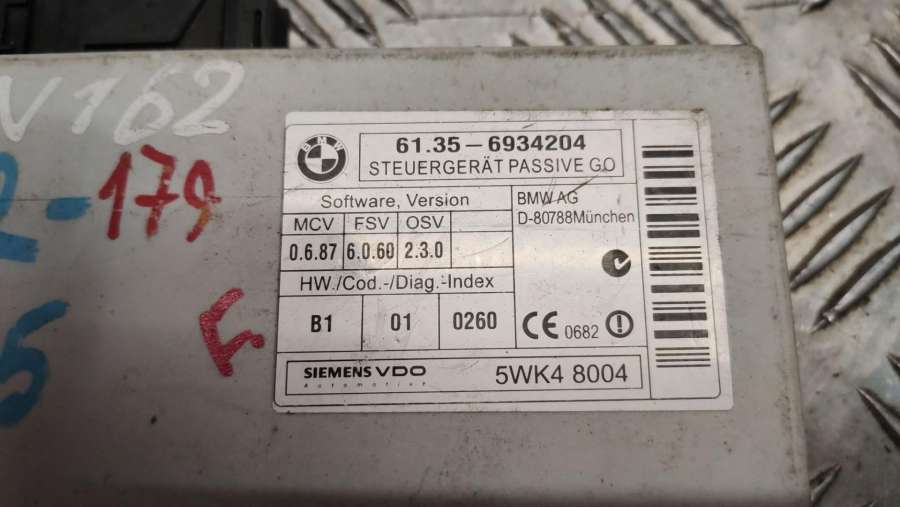 V162
2-179
5
F
BMW
61.35 - 6934204
STEUERGERÄT PASSIVE GO
Software, Version
MCV FSV OSV
0.6.87 6.0.60 2.3.0
BMW AG
D-80788München
HW./Cod.-/Diag.-Index
B1 01 0260
CE 0682
SIEMENS VDO
Automotive
5WK4 8004